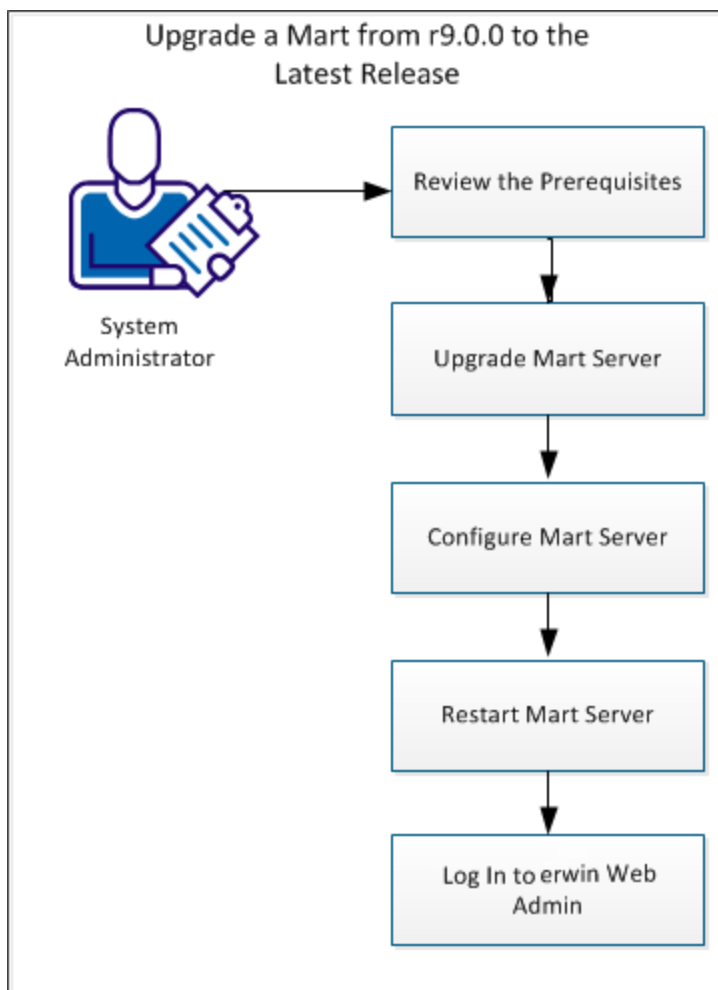 Upgrade a Mart from r9.0.0 to the
Latest Release
System
Administrator
Review the Prerequisites
Upgrade Mart Server
Configure Mart Server
Restart Mart Server
Log In to erwin Web
Admin